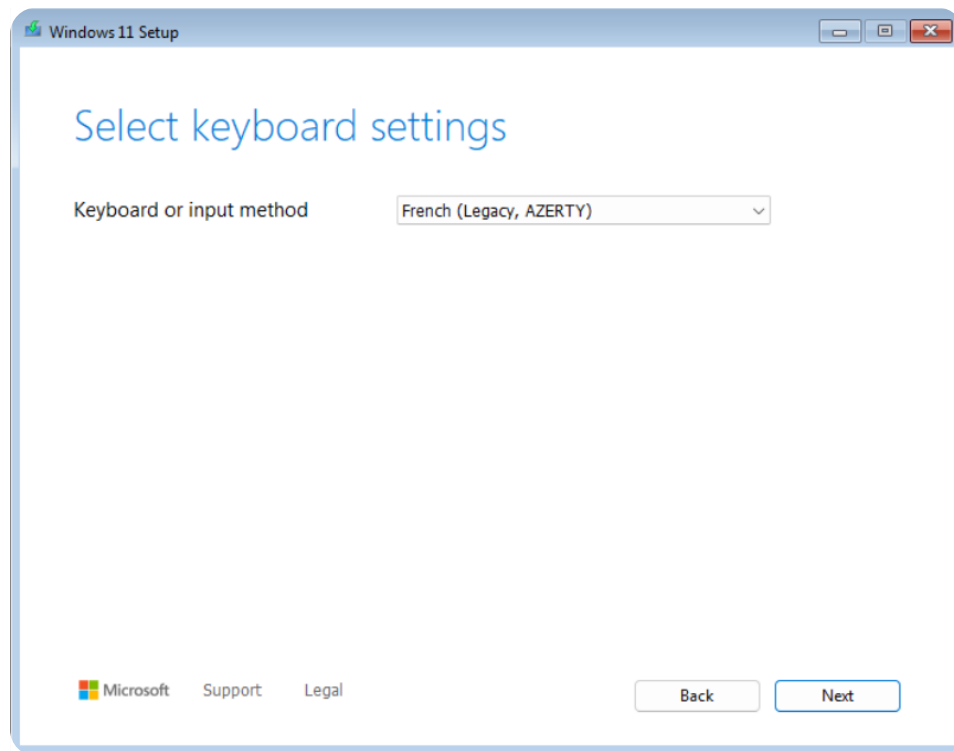 Windows 11 Setup
Select keyboard settings
Keyboard or input method French (Legacy, AZERTY)
Microsoft Support Legal Back Next